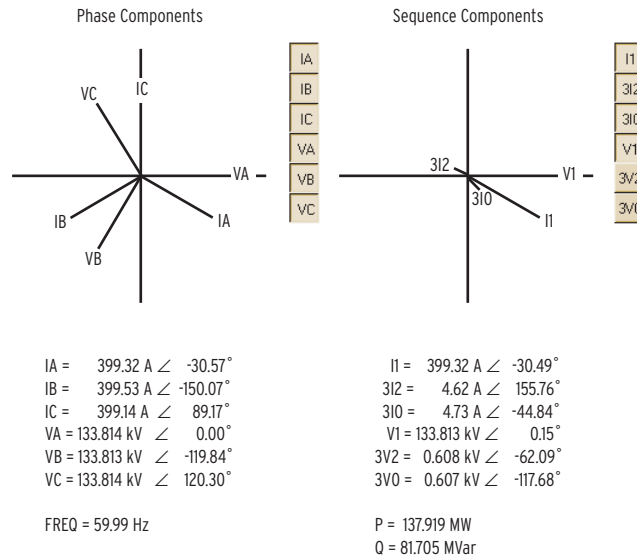 Phase Components
IA
IB
IC
VA
VB
VC
IC
VC
VA
IB
IA
VB
IA = 399.32 A ∠ -30.57°
IB = 399.53 A ∠ -150.07°
IC = 399.14 A ∠ 89.17°
VA = 133.814 kV ∠ 0.00°
VB = 133.813 kV ∠ -119.84°
VC = 133.814 kV ∠ 120.30°
FREQ = 59.99 Hz
Sequence Components
I1
3I2
3I0
V1
3V2
3V0
3I2
V1
3I0
I1
I1 = 399.32 A ∠ -30.49°
3I2 = 4.62 A ∠ 155.76°
3I0 = 4.73 A ∠ -44.84°
V1 = 133.813 kV ∠ 0.15°
3V2 = 0.608 kV ∠ -62.09°
3V0 = 0.607 kV ∠ -117.68°
P = 137.919 MW
Q = 81.705 MVar